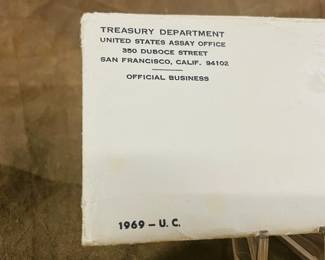 TREASURY DEPARTMENT
UNITED STATES ASSAY OFFICE
350 DUBOCE STREET
SAN FRANCISCO, CALIF. 94102
OFFICIAL BUSINESS
1969 – U. C.